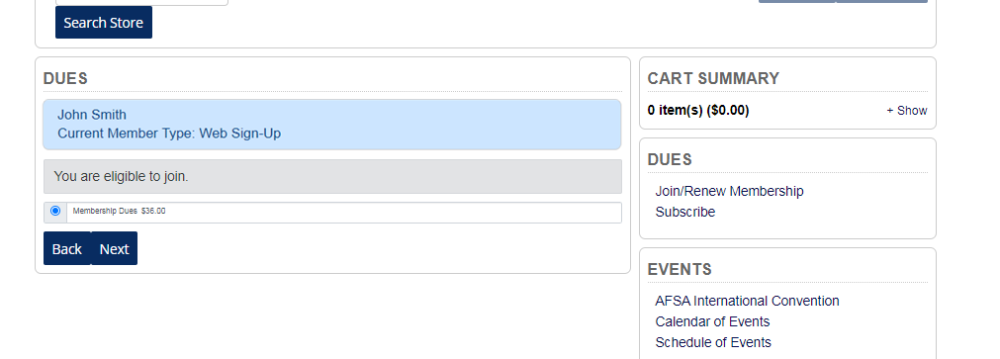 Search Store
DUES
John Smith
Current Member Type: Web Sign-Up
You are eligible to join.
Membership Dues $36.00
Back Next
CART SUMMARY
0 item(s) ($0.00) + Show
DUES
Join/Renew Membership
Subscribe
EVENTS
AFSA International Convention
Calendar of Events
Schedule of Events